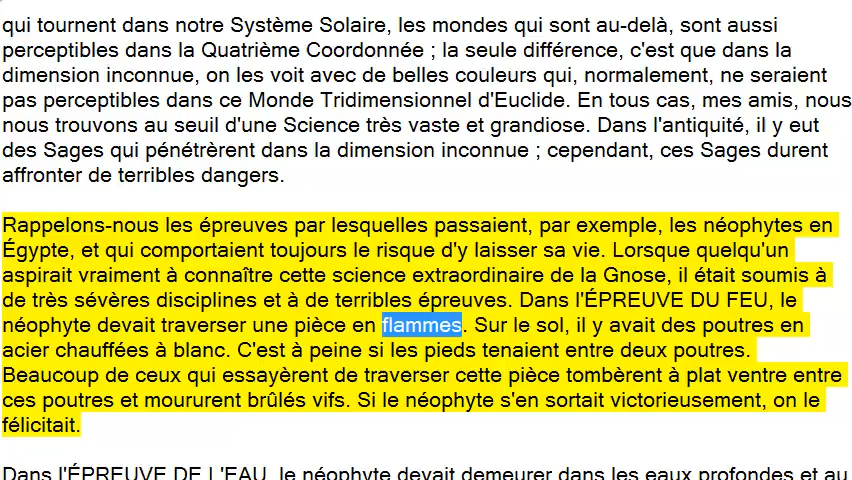 qui tournent dans notre Système Solaire, les mondes qui sont au-delà, sont aussi
perceptibles dans la Quatrième Coordonnée ; la seule différence, c'est que dans la
dimension inconnue, on les voit avec de belles couleurs qui, normalement, ne seraient
pas perceptibles dans ce Monde Tridimensionnel d'Euclide. En tous cas, mes amis, nous
nous trouvons au seuil d'une Science très vaste et grandiose. Dans l'antiquité, il y eut
des Sages qui pénétrèrent dans la dimension inconnue ; cependant, ces Sages durent
affronter de terribles dangers.
Rappelons-nous les épreuves par lesquelles passaient, par exemple, les néophytes en
Égypte, et qui comportaient toujours le risque d'y laisser sa vie. Lorsque quelqu'un
aspirait vraiment à connaître cette science extraordinaire de la Gnose, il était soumis à
de très sévères disciplines et à de terribles épreuves. Dans l'ÉPREUVE DU FEU, le
néophyte devait traverser une pièce en flammes. Sur le sol, il y avait des poutres en
acier chauffées à blanc. C'est à peine si les pieds tenaient entre deux poutres.
Beaucoup de ceux qui essayèrent de traverser cette pièce tombèrent à plat ventre entre
ces poutres et moururent brûlés vifs. Si le néophyte s'en sortait victorieusement, on le
félicitait.
Dans l'ÉPREUVE DE L'EAU, le néophyte devait demeurer dans les eaux profondes et au